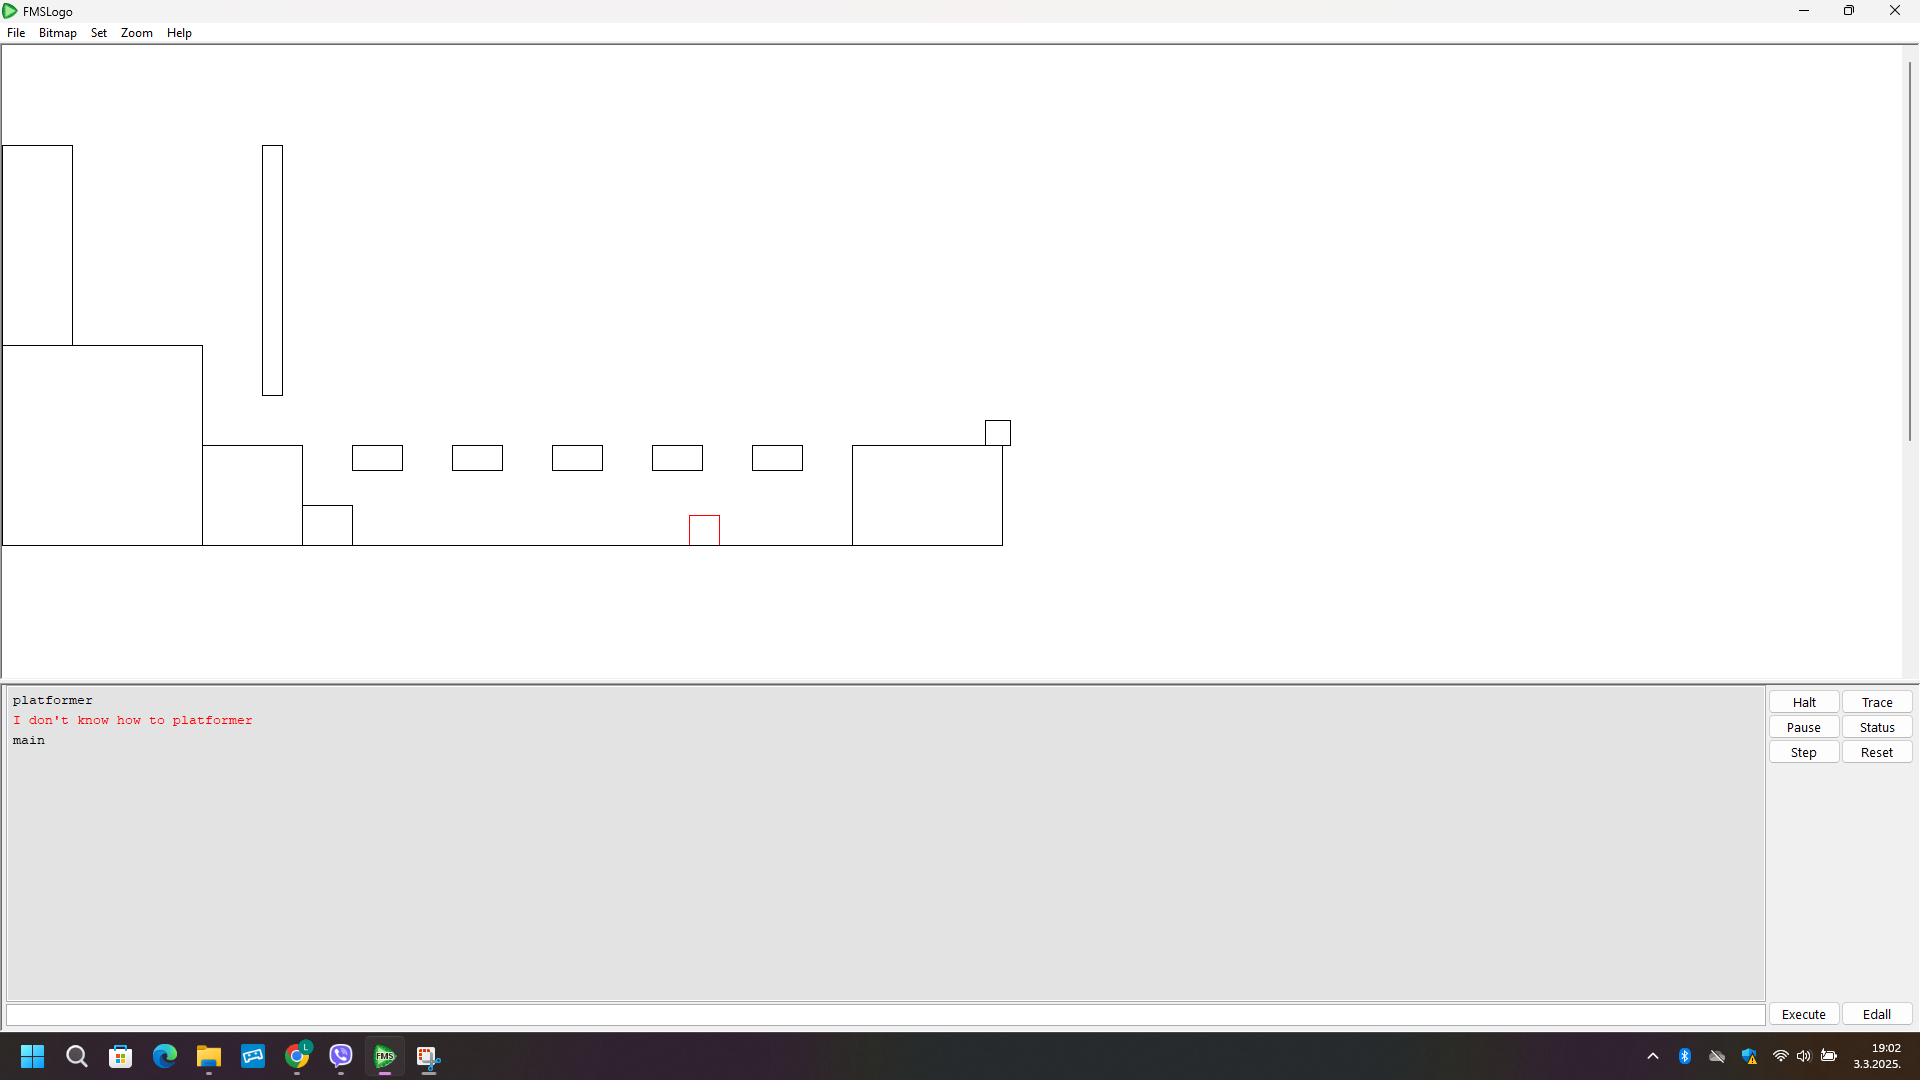 FMSLogo
File Bitmap Set Zoom Help
platformer
I don't know how to platformer
main
Halt Trace
Pause Status
Step Reset
Execute Edall
L
FMS
19:02
3.3.2025.